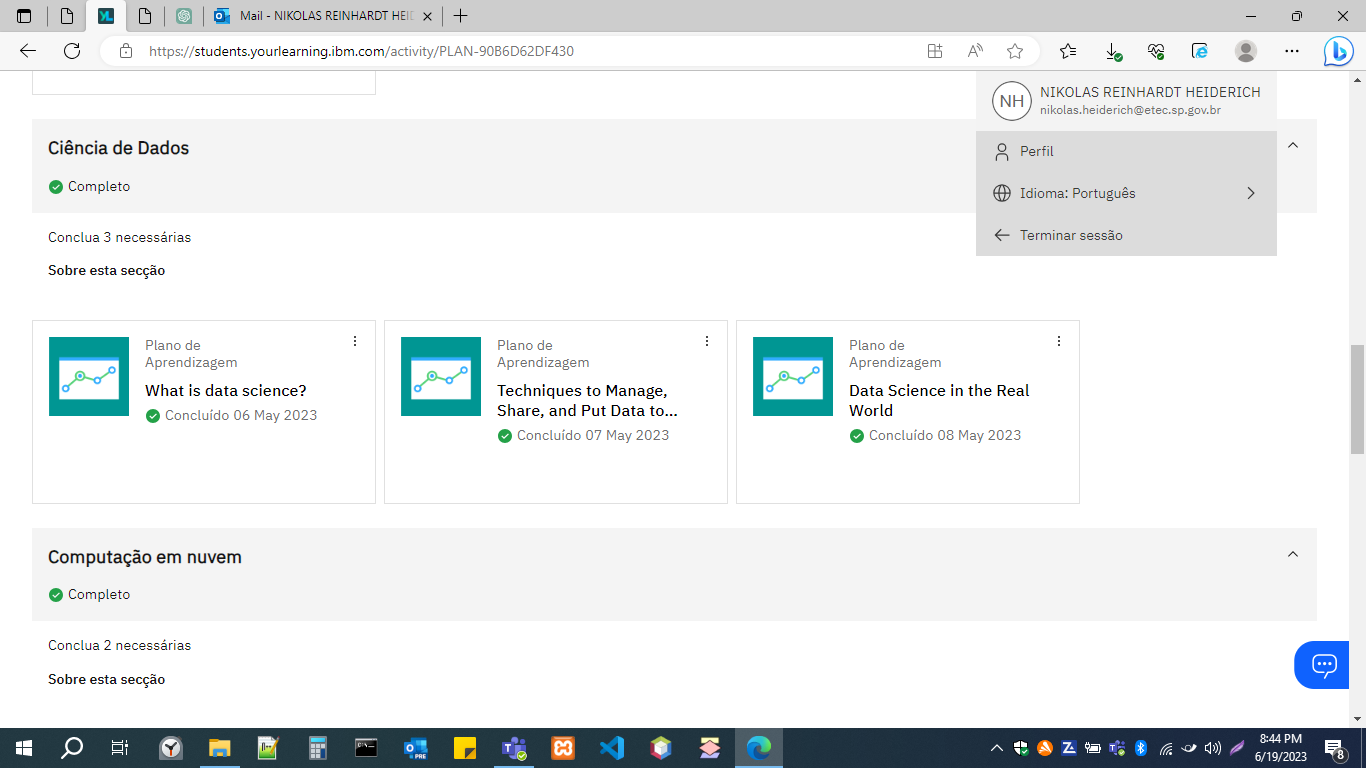 YL
Mail - NIKOLAS REINHARDT HEID
https://students.yourlearning.ibm.com/activity/PLAN-90B6D62DF430
NH
NIKOLAS REINHARDT HEIDERICH
nikolas.heiderich@etec.sp.gov.br
Perfil
Idioma: Português
Terminar sessão
Ciência de Dados
Completo
Conclua 3 necessárias
Sobre esta secção
Plano de
Aprendizagem
What is data science?
Concluído 06 May 2023
Plano de
Aprendizagem
Techniques to Manage,
Share, and Put Data to...
Concluído 07 May 2023
Plano de
Aprendizagem
Data Science in the Real
World
Concluído 08 May 2023
Computação em nuvem
Completo
Conclua 2 necessárias
Sobre esta secção
8:44 PM
6/19/2023
8